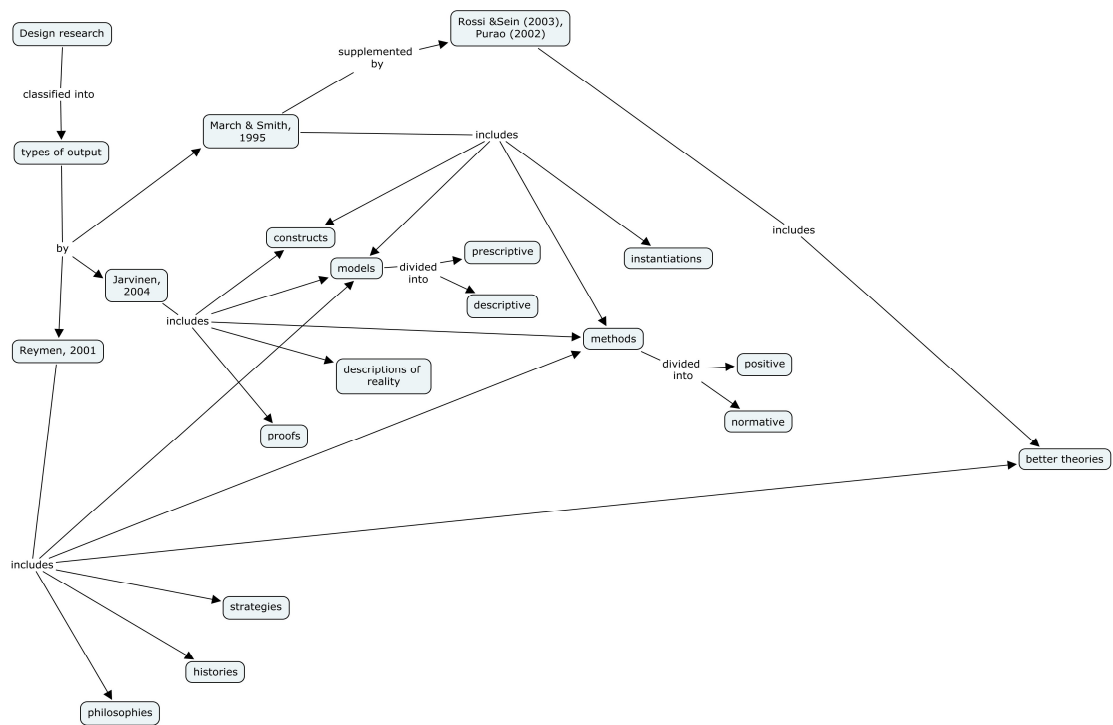 Design research
classified into
types of output
by
March & Smith,
1995
supplemented
by
Rossi &Sein (2003),
Purao (2002)
includes
includes
constructs
models
divided
into
prescriptive
descriptive
instantiations
Jarvinen,
2004
includes
methods
divided
into
positive
normative
descriptions of
reality
proofs
Reymen, 2001
better theories
includes
strategies
histories
philosophies